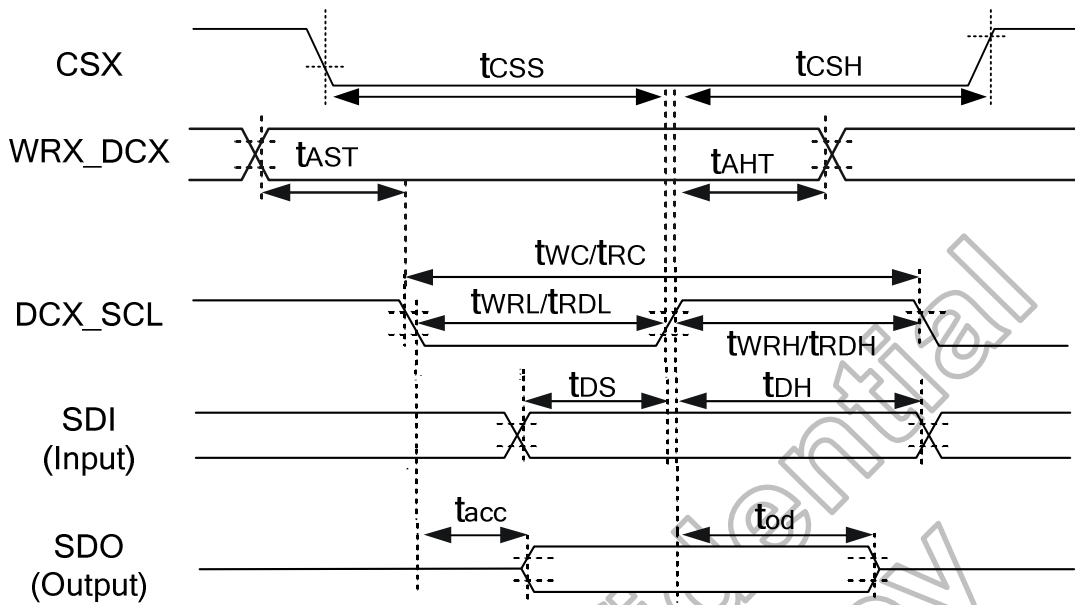 CSX
tCSS
tCSH
WRX_DCX
tAST
tAHT
tWC/tRC
DCX_SCL
tWRL/tRDL
tWRH/tRDH
tDS
tDH
SDI
(Input)
tacc
tod
SDO
(Output)